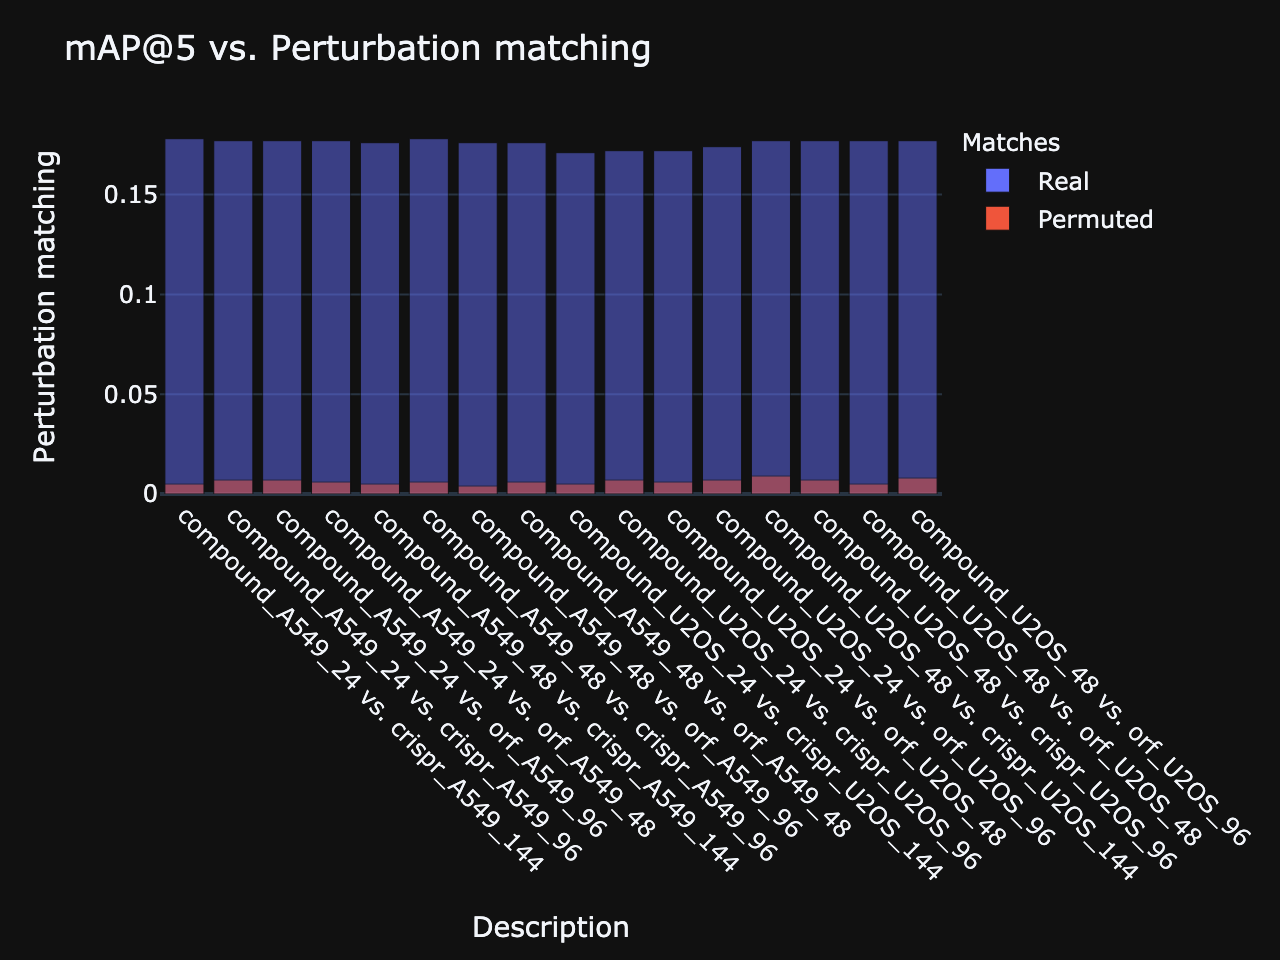 mAP@5 vs. Perturbation matching
Perturbation matching
0.15
0.1
0.05
0
Matches
Real
Permuted
compound_A549_24 vs. crispr_A549_144
compound_A549_24 vs. crispr_A549_96
compound_A549_24 vs. orf_A549_96
compound_A549_24 vs. orf_A549_48
compound_A549_48 vs. crispr_A549_144
compound_A549_48 vs. crispr_A549_96
compound_A549_48 vs. orf_A549_96
compound_A549_48 vs. orf_A549_48
compound_U2OS_24 vs. crispr_U2OS_144
compound_U2OS_24 vs. crispr_U2OS_96
compound_U2OS_24 vs. orf_U2OS_48
compound_U2OS_24 vs. orf_U2OS_96
compound_U2OS_48 vs. crispr_U2OS_144
compound_U2OS_48 vs. crispr_U2OS_96
compound_U2OS_48 vs. orf_U2OS_48
compound_U2OS_48 vs. orf_U2OS_96
Description